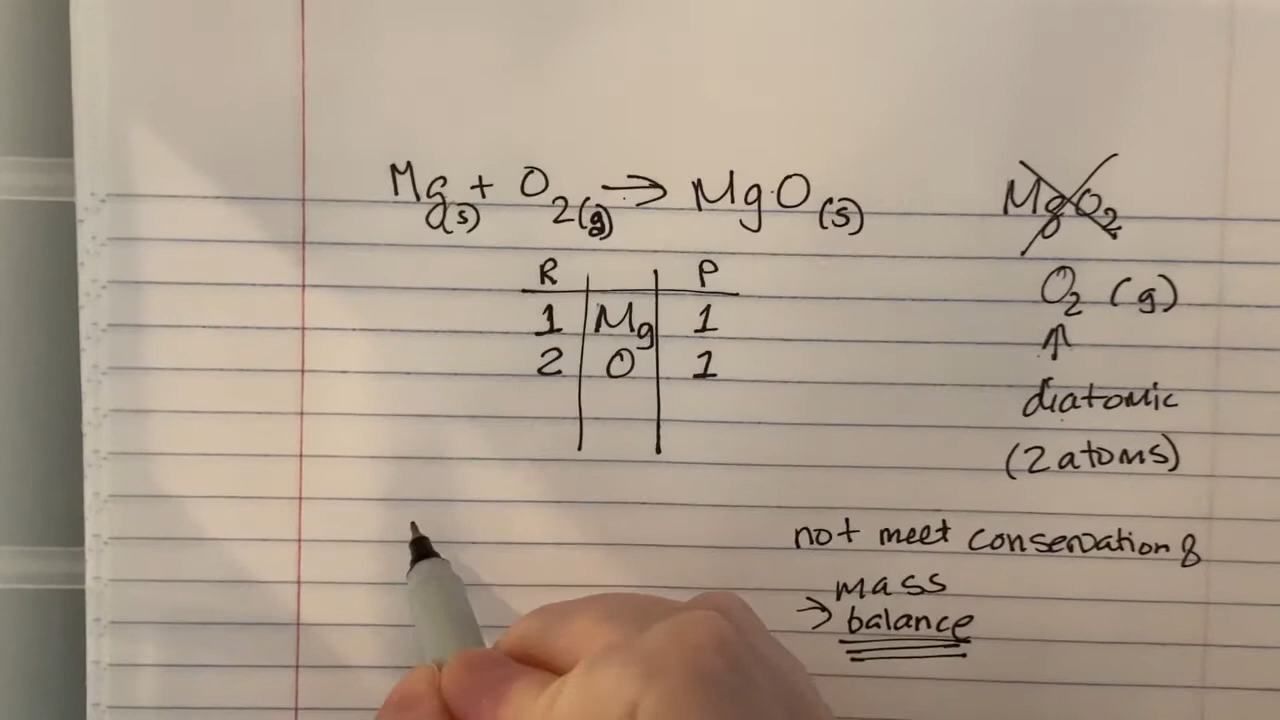 Mg(s) + O2(g) → MgO(s)
MgO2
R P
1 Mg 1
2 O 1
O2 (g)
↑
diatomic
(2 atoms)
not meet conservation of
mass
→ balance